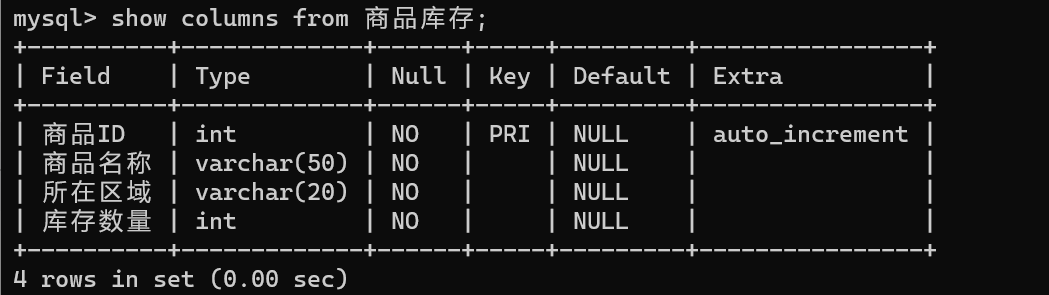 mysql> show columns from 商品库存;
+----------+-------------+------+-----+---------+----------------+
| Field    | Type        | Null | Key | Default | Extra          |
+----------+-------------+------+-----+---------+----------------+
| 商品ID   | int         | NO   | PRI | NULL    | auto_increment |
| 商品名称 | varchar(50) | NO   |     | NULL    |                |
| 所在区域 | varchar(20) | NO   |     | NULL    |                |
| 库存数量 | int         | NO   |     | NULL    |                |
+----------+-------------+------+-----+---------+----------------+
4 rows in set (0.00 sec)